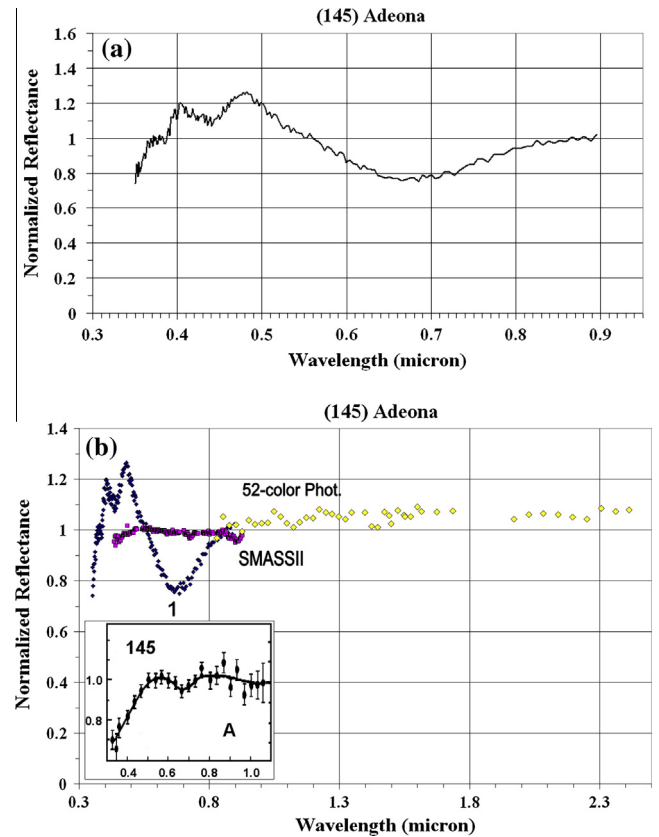 (145) Adeona
(a)
1.6
1.4
1.2
1
0.8
0.6
0.4
0.2
0
Normalized Reflectance
0.3 0.4 0.5 0.6 0.7 0.8 0.9
Wavelength (micron)
(145) Adeona
(b)
1.4
1.2
1
0.8
0.6
0.4
0.2
0
Normalized Reflectance
52-color Phot.
SMASSII
1
145
1.0
0.8
A
0.4 0.6 0.8 1.0
0.3 0.8 1.3 1.8 2.3
Wavelength (micron)